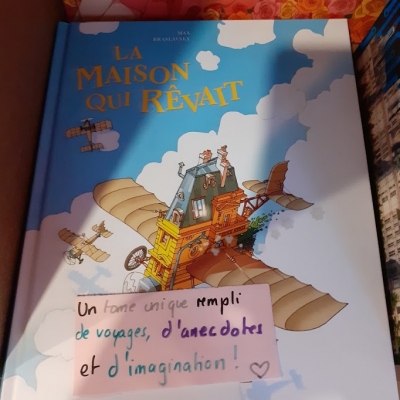 LA
MAISON
QUI RÊVAIT
Un tome unique rempli
de voyages, d'anecdotes
et d'imagination !